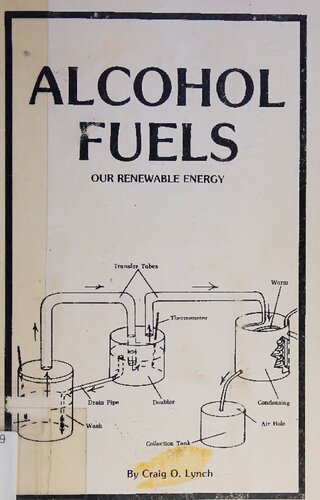 ALCOHOL
FUELS
OUR RENEWABLE ENERGY
Transfer Tubes
Worm
Thermometer
Drain Pipe
Doubler
Condensing
Air Hole
Wash
Collection Tank
By Craig O. Lynch
9